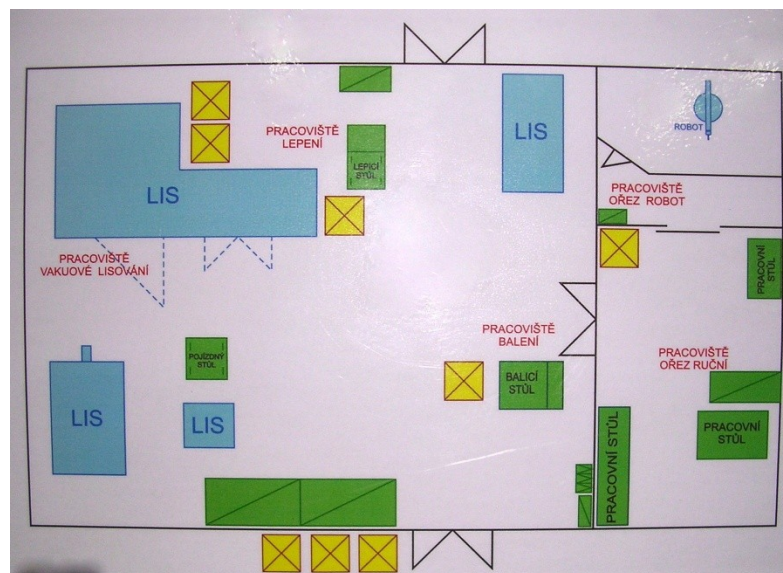 LIS
ROBOT
PRACOVIŠTĚ
LEPENÍ
LEPICÍ
STŮL
LIS
PRACOVIŠTĚ
OŘEZ ROBOT
PRACOVIŠTĚ
VAKUOVÉ LISOVÁNÍ
PRACOVNÍ
STŮL
PRACOVIŠTĚ
BALENÍ
POJÍZDNÝ
STŮL
PRACOVIŠTĚ
OŘEZ RUČNÍ
BALICÍ
STŮL
LIS
LIS
PRACOVNÍ
STŮL
PRACOVNÍ STŮL